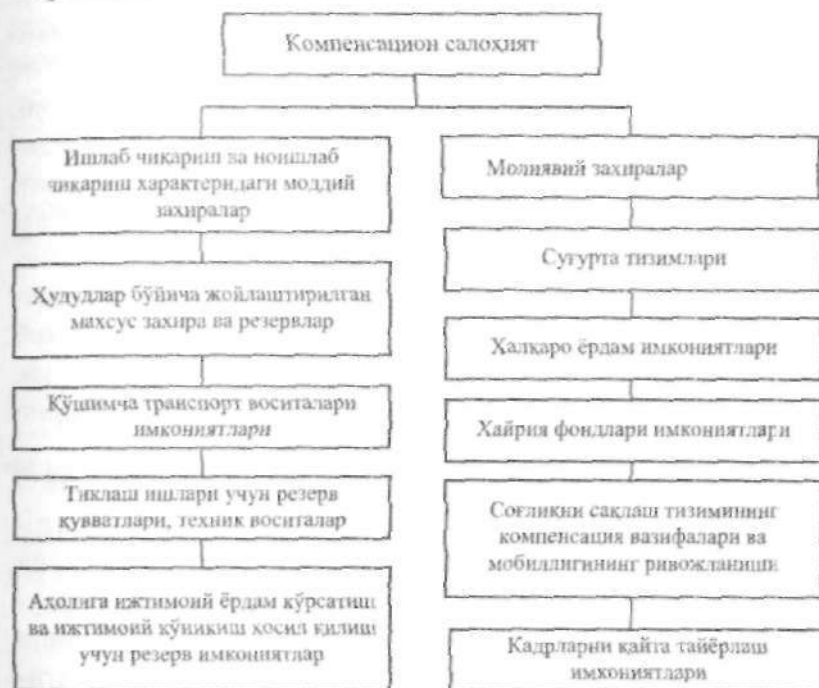 Компенсацион салоҳият
Ишлаб чиқариш ва ноишлаб
чиқариш характеридаги моддий
захиралар
Ҳудудлар бўйича жойлаштирилган
махсус захира ва резервлар
Қўшимча транспорт воситалари
имкониятлари
Тиклаш ишлари учун резерв
қувватлари, техник воситалар
Аҳолига ижтимоий ёрдам кўрсатиш
ва ижтимоий кўникиш ҳосил қилиш
учун резерв имкониятлар
Молиявий захиралар
Суғурта тизимлари
Халқаро ёрдам имкониятлари
Хайрия фондлари имкониятлари
Соғлиқни сақлаш тизимининг
компенсация вазифалари ва
мобиллигининг ривожланиши
Кадрларни қайта тайёрлаш
имкониятлари